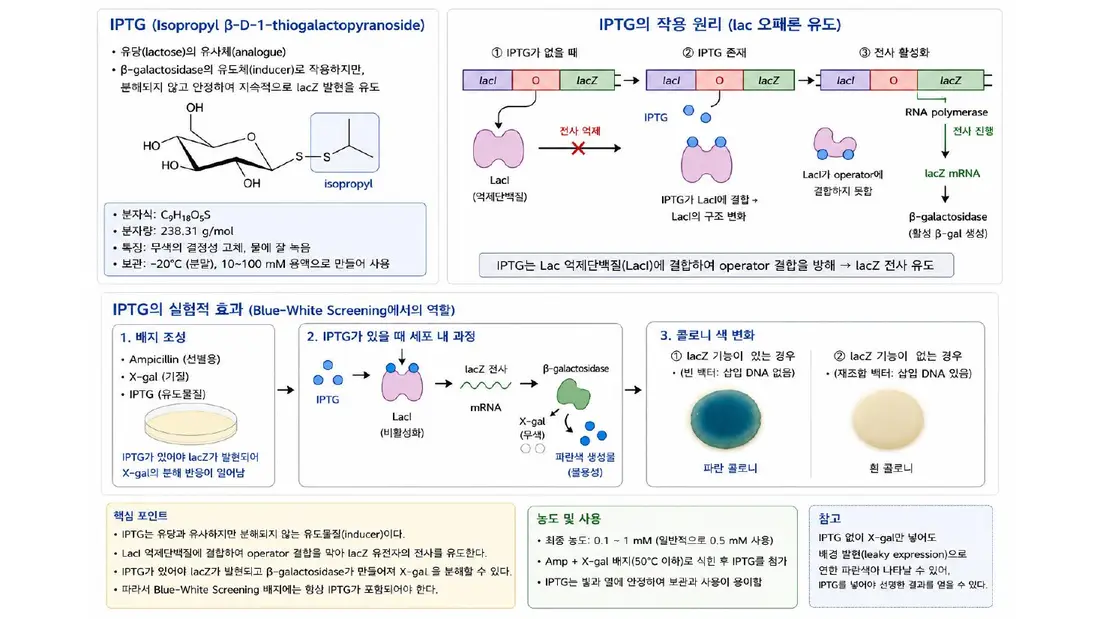 IPTG (Isopropyl β-D-1-thiogalactopyranoside)
• 유당(lactose)의 유사체(analogue)
• β-galactosidase의 유도체(inducer)로 작용하지만,
분해되지 않고 안정하여 지속적으로 lacZ 발현을 유도
OH
HO
HO
OH
O
S
S
isopropyl
• 분자식: C₉H₁₈O₅S
• 분자량: 238.31 g/mol
• 특징: 무색의 결정성 고체, 물에 잘 녹음
• 보관: -20°C (분말), 10~100 mM 용액으로 만들어 사용
IPTG의 작용 원리 (lac 오페론 유도)
① IPTG가 없을 때
lacI O lacZ
전사 억제
LacI
(억제단백질)
② IPTG 존재
lacI O lacZ
IPTG
IPTG가 LacI에 결합 →
LacI의 구조 변화
③ 전사 활성화
lacI O lacZ
RNA polymerase
전사 진행
LacI가 operator에
결합하지 못함
lacZ mRNA
β-galactosidase
(활성 β-gal 생성)
IPTG는 Lac 억제단백질(LacI)에 결합하여 operator 결합을 방해 → lacZ 전사 유도
IPTG의 실험적 효과 (Blue-White Screening에서의 역할)
1. 배지 조성
• Ampicillin (선별용)
• X-gal (기질)
• IPTG (유도물질)
IPTG가 있어야 lacZ가 발현되어
X-gal의 분해 반응이 일어남
2. IPTG가 있을 때 세포 내 과정
IPTG
LacI
(비활성화)
lacZ 전사
mRNA
β-galactosidase
X-gal
(무색)
파란색 생성물
(불용성)
3. 콜로니 색 변화
① lacZ 기능이 있는 경우
• (빈 벡터: 삽입 DNA 없음)
파란 콜로니
② lacZ 기능이 없는 경우
• (재조합 벡터: 삽입 DNA 있음)
흰 콜로니
핵심 포인트
• IPTG는 유당과 유사하지만 분해되지 않는 유도물질(inducer)이다.
• LacI 억제단백질에 결합하여 operator 결합을 막아 lacZ 유전자의 전사를 유도한다.
• IPTG가 있어야 lacZ가 발현되고 β-galactosidase가 만들어져 X-gal을 분해할 수 있다.
• 따라서 Blue-White Screening 배지에는 항상 IPTG가 포함되어야 한다.
농도 및 사용
• 최종 농도: 0.1 ~ 1 mM (일반적으로 0.5 mM 사용)
• Amp + X-gal 배지(50°C 이하)로 식힌 후 IPTG를 첨가
• IPTG는 빛과 열에 안정하여 보관과 사용이 용이함
참고
IPTG 없이 X-gal만 넣어도
배경 발현(leaky expression)으로
연한 파란색아 나타날 수 있어,
IPTG를 넣어야 선명한 결과를 얻을 수 있다.